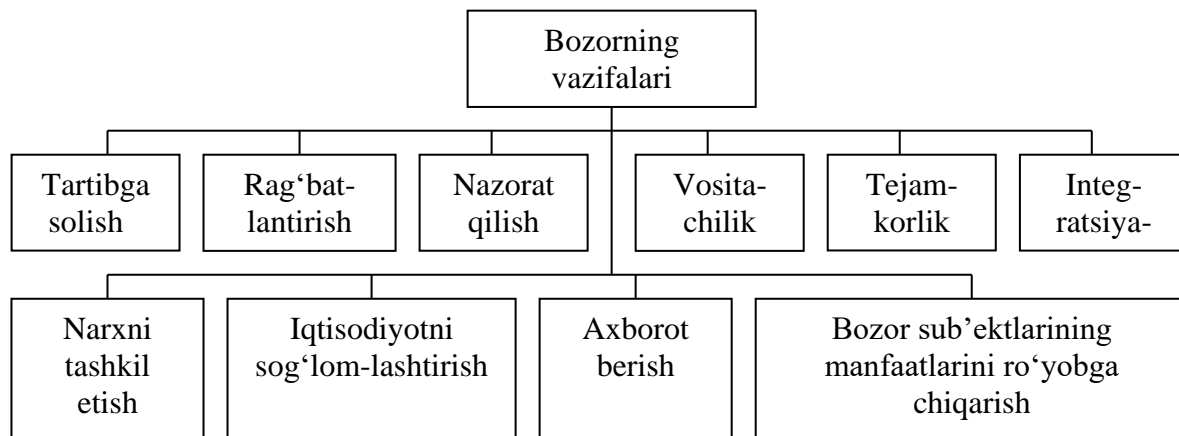 Bozorning
vazifalari
Tartibga
solish
Rag‘bat-
lantirish
Nazorat
qilish
Vosita-
chilik
Tejam-
korlik
Integ-
ratsiya-
Narxni
tashkil
etish
Iqtisodiyotni
sog‘lom-lashtirish
Axborot
berish
Bozor sub’ektlarining
manfaatlarini ro‘yobga
chiqarish